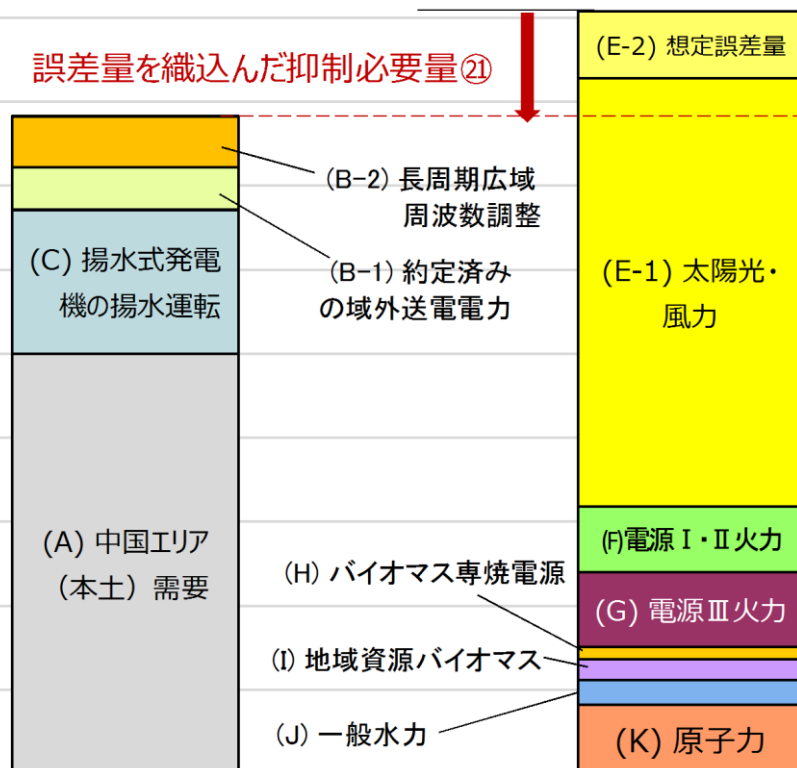 (E-2) 想定誤差量
誤差量を織込んだ抑制必要量㉑
(B-2) 長周期広域
周波数調整
(C) 揚水式発電
機の揚水運転
(B-1) 約定済み
の域外送電電力
(E-1) 太陽光・
風力
(A) 中国エリア
（本土）需要
(F)電源Ⅰ・Ⅱ火力
(H) バイオマス専焼電源
(G) 電源Ⅲ火力
(I) 地域資源バイオマス
(J) 一般水力
(K) 原子力